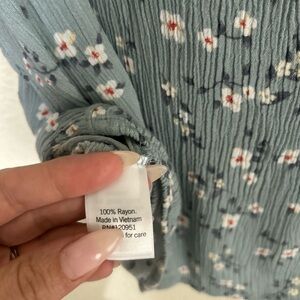 100% Rayon.
Made in Vietnam
RN#120951
for care